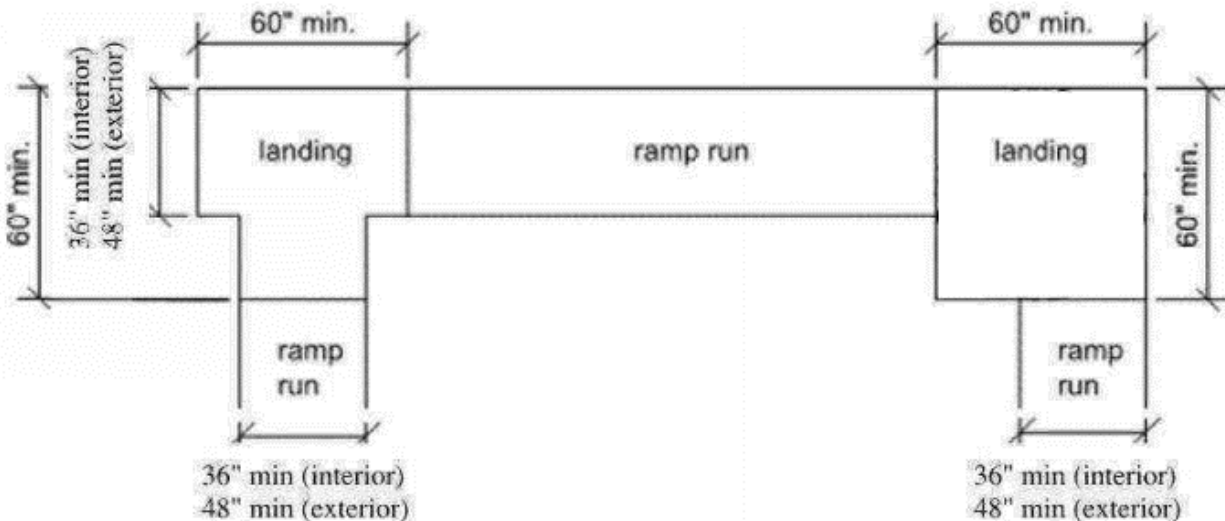 60" min.
60" min.
60" min.
36" min (interior)
48" min (exterior)
landing
ramp run
landing
60" min.
ramp
run
ramp
run
36" min (interior)
48" min (exterior)
36" min (interior)
48" min (exterior)